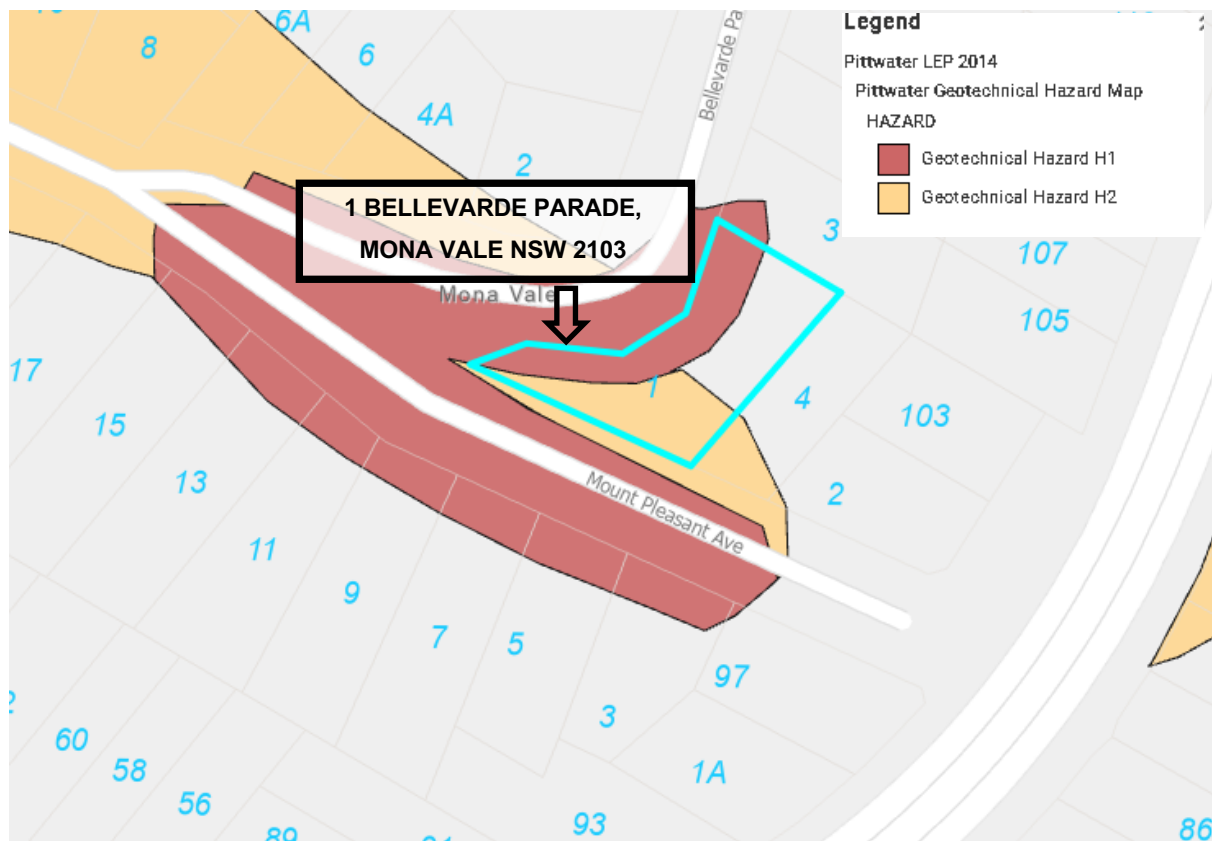 Legend
Pittwater LEP 2014
Pittwater Geotechnical Hazard Map
HAZARD
Geotechnical Hazard H1
Geotechnical Hazard H2
6A
8
6
4A
2
Bellevarde Pa
1 BELLEVARDE PARADE,
MONA VALE NSW 2103
3
107
Mona Vale
105
17
1
4
103
15
13
2
Mount Pleasant Ave
11
9
7
5
97
3
60
1A
58
56
93
89
86